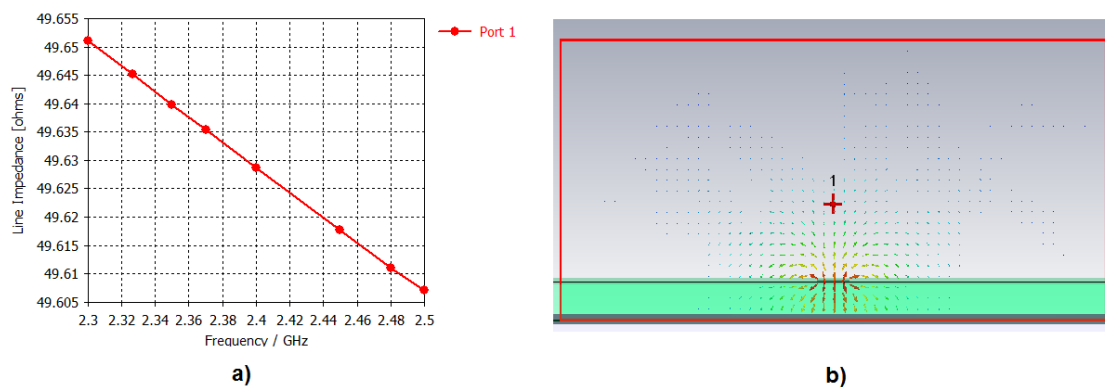 49.655
49.65
49.645
49.64
49.635
49.63
49.625
49.62
49.615
49.61
49.605
Line Impedance [ohms]
2.3 2.32 2.34 2.36 2.38 2.4 2.42 2.44 2.46 2.48 2.5
Frequency / GHz
Port 1
a)
1
b)